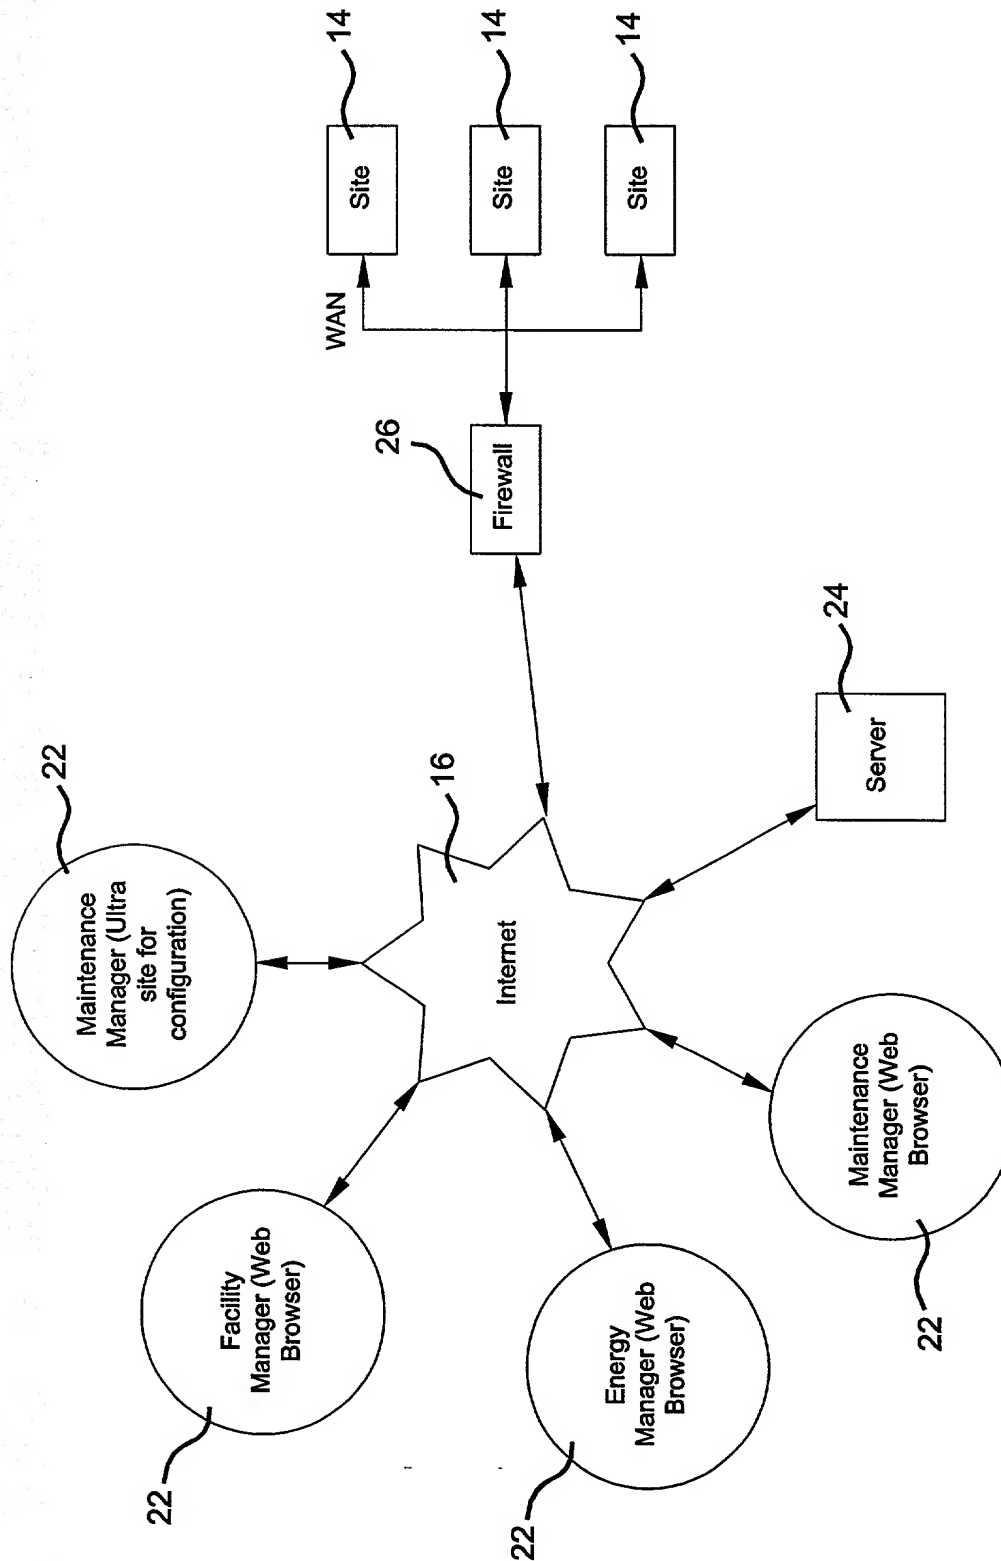 22
Maintenance
Manager (Ultra
site for
configuration)
22
Facility
Manager (Web
Browser)
16
Internet
22
Energy
Manager (Web
Browser)
22
Maintenance
Manager (Web
Browser)
24
Server
26
Firewall
WAN
14
Site
14
Site
14
Site